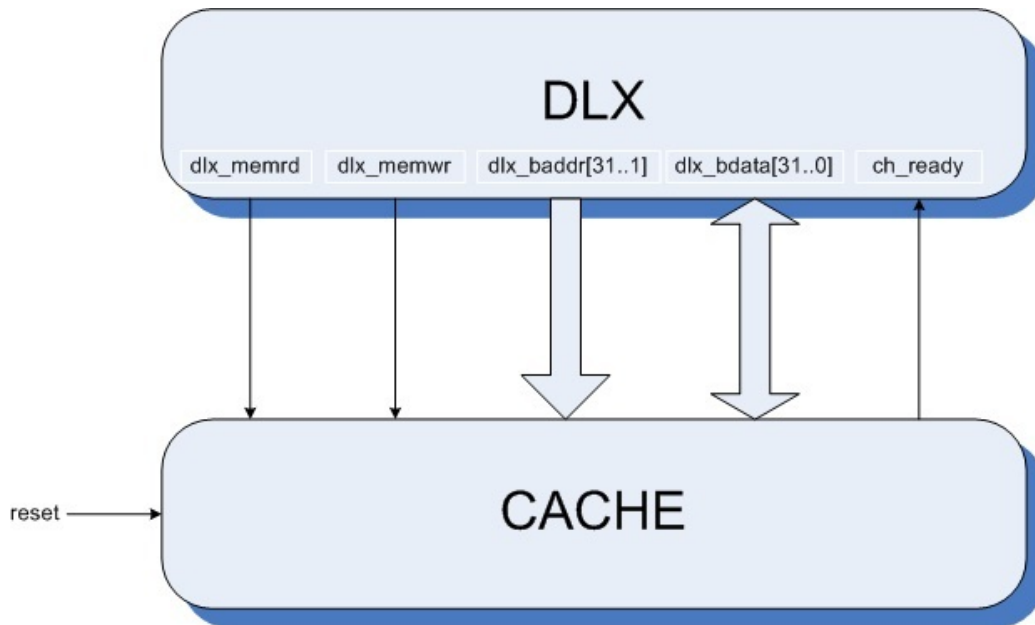 DLX
dlx_memrd dlx_memwr dlx_baddr[31..1] dlx_bdata[31..0] ch_ready
reset
CACHE